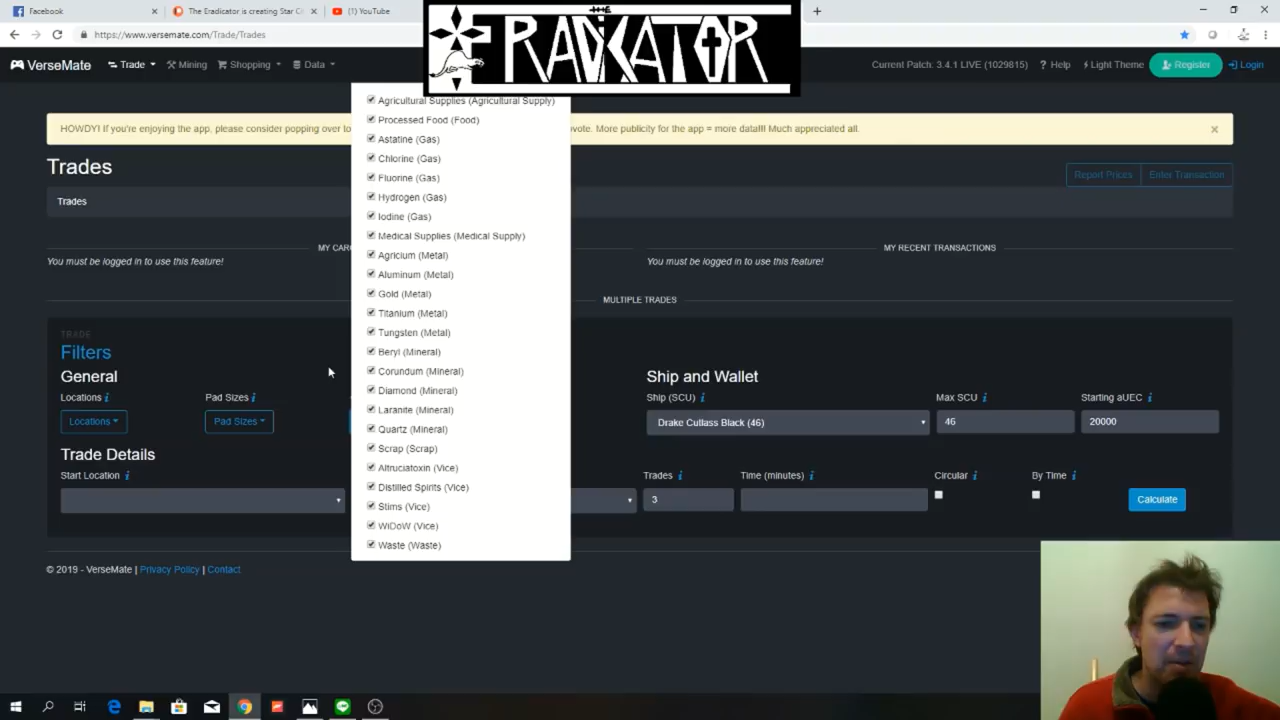 Facebook
The Eradicator is creating Star Ci
(1) YouTube
THE
ERADICATOR
https://www.versemate.com/Trade/Trades
VerseMate
Trade
Mining
Shopping
Data
Current Patch: 3.4.1 LIVE (1029815)
Help
Light Theme
Register
Login
HOWDY! If you're enjoying the app, please consider popping over to
vote. More publicity for the app = more data!!! Much appreciated all.
Trades
Report Prices
Enter Transaction
Trades
MY CAR
MY RECENT TRANSACTIONS
You must be logged in to use this feature!
You must be logged in to use this feature!
MULTIPLE TRADES
Agricultural Supplies (Agricultural Supply)
Processed Food (Food)
Astatine (Gas)
Chlorine (Gas)
Fluorine (Gas)
Hydrogen (Gas)
Iodine (Gas)
Medical Supplies (Medical Supply)
Agricium (Metal)
Aluminum (Metal)
Gold (Metal)
Titanium (Metal)
Tungsten (Metal)
Beryl (Mineral)
Corundum (Mineral)
Diamond (Mineral)
Laranite (Mineral)
Quartz (Mineral)
Scrap (Scrap)
Altruciatoxin (Vice)
Distilled Spirits (Vice)
Stims (Vice)
WiDoW (Vice)
Waste (Waste)
TRADE
Filters
General
Locations
Pad Sizes
Locations
Pad Sizes
Ship and Wallet
Ship (SCU)
Max SCU
Starting aUEC
Drake Cutlass Black (46)
46
20000
Trade Details
Start Location
Trades
Time (minutes)
Circular
By Time
3
Calculate
© 2019 - VerseMate | Privacy Policy | Contact